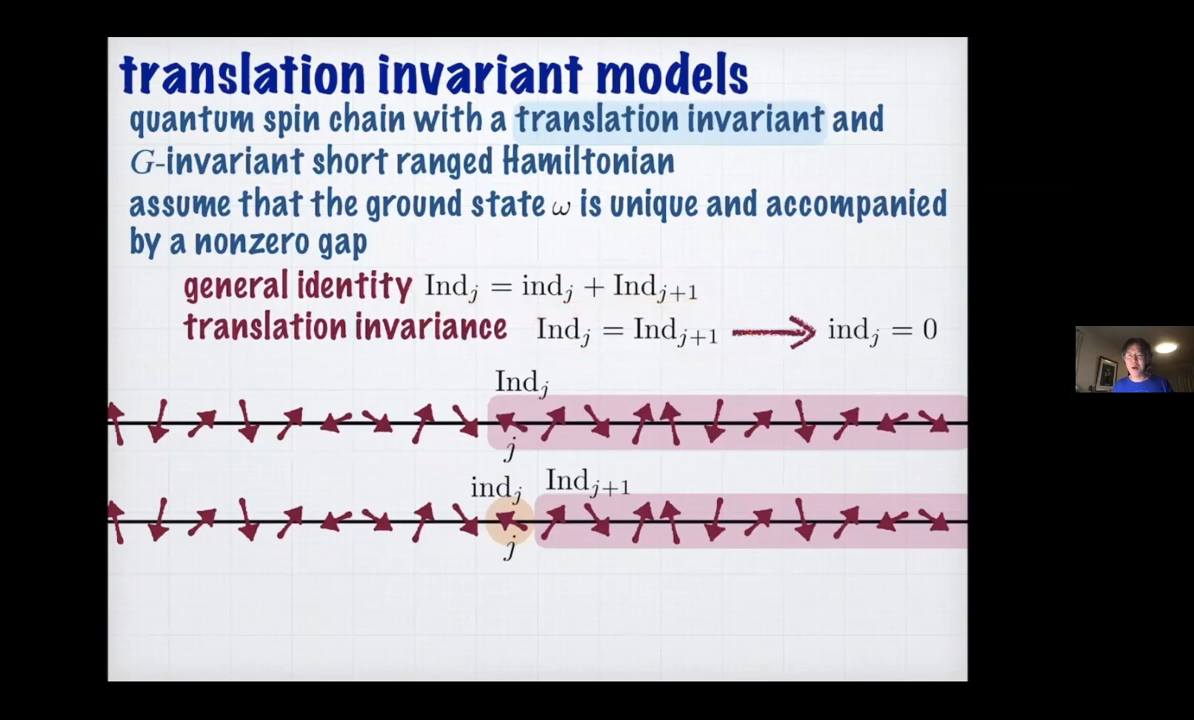 translation invariant models
quantum spin chain with a translation invariant and
G-invariant short ranged Hamiltonian
assume that the ground state ω is unique and accompanied
by a nonzero gap
general identity Ind_j = ind_j + Ind_{j+1}
translation invariance Ind_j = Ind_{j+1} ⟶ ind_j = 0
Ind_j
j
ind_j Ind_{j+1}
j